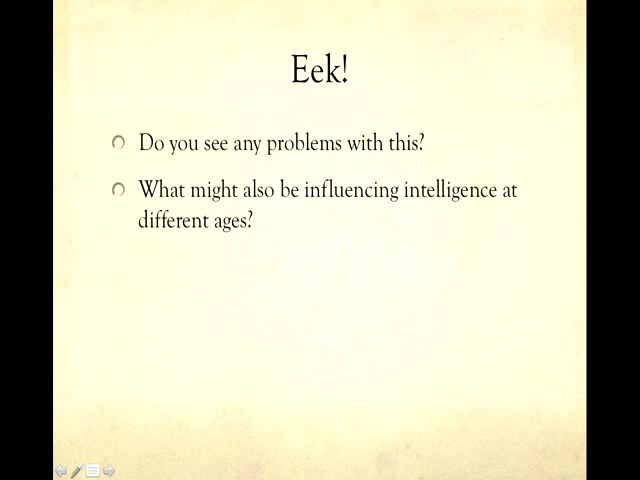 Eek!
Do you see any problems with this?
What might also be influencing intelligence at
different ages?